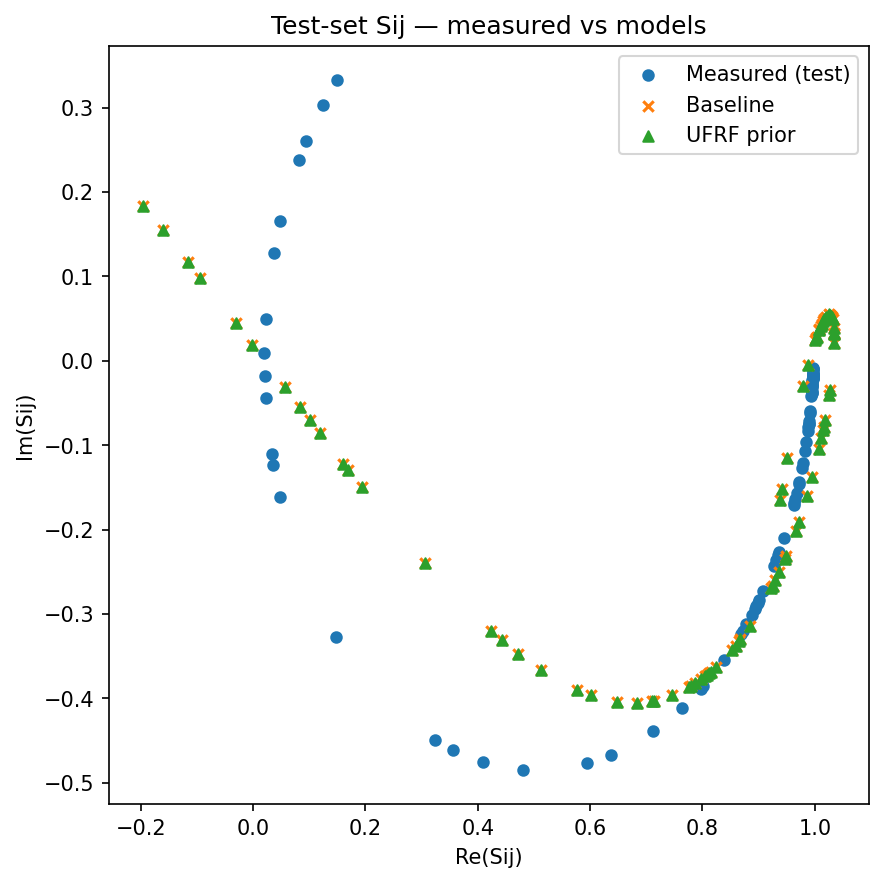 Test-set Sij — measured vs models
Measured (test)
Baseline
UFRF prior
0.3
0.2
0.1
0.0
−0.1
−0.2
−0.3
−0.4
−0.5
Im(Sij)
−0.2
0.0
0.2
0.4
0.6
0.8
1.0
Re(Sij)